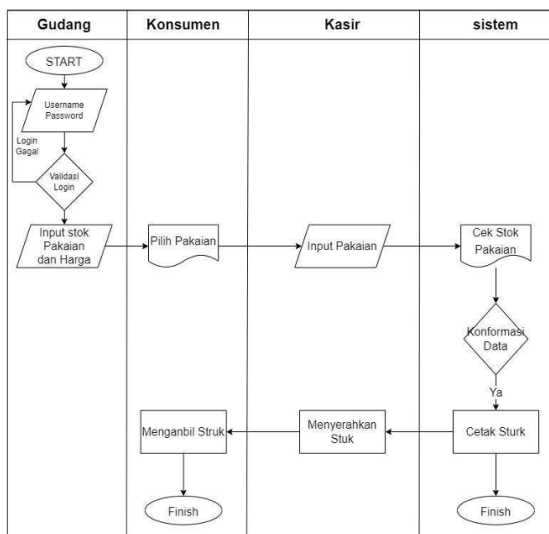 Gudang
Konsumen
Kasir
sistem
START
Username
Password
Login
Gagal
Validasi
Login
Input stok
Pakaian
dan Harga
Pilih Pakaian
Input Pakaian
Cek Stok
Pakaian
Konformasi
Data
Ya
Menganbil Struk
Menyerahkan
Stuk
Cetak Sturk
Finish
Finish